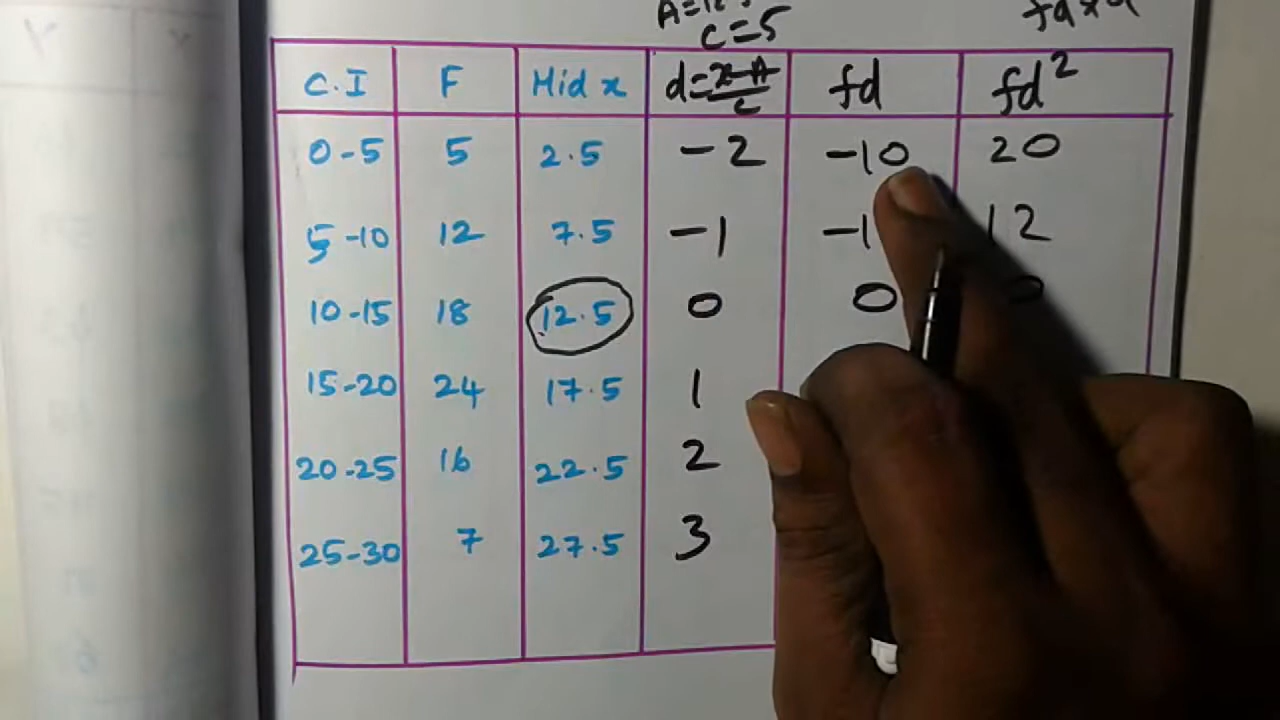 C=5
C.I F Mid x d=x-A/C fd fd²
0-5 5 2.5 -2 -10 20
5-10 12 7.5 -1 12
10-15 18 12.5 0 0 0
15-20 24 17.5 1
20-25 16 22.5 2
25-30 7 27.5 3